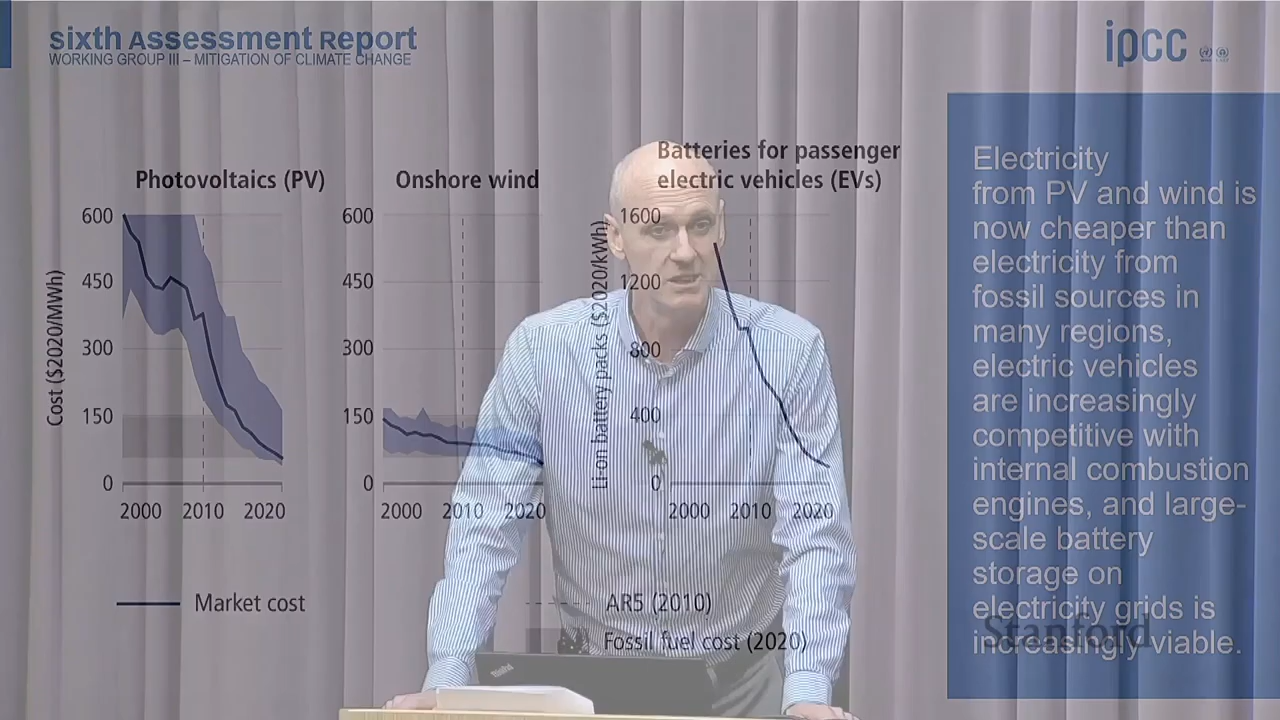 sixth Assessment Report
WORKING GROUP III – MITIGATION OF CLIMATE CHANGE
ipcc
Photovoltaics (PV)
Cost ($2020/MWh)
600
450
300
150
0
2000 2010 2020
Onshore wind
600
450
300
150
0
2000 2010 2020
Batteries for passenger
electric vehicles (EVs)
Li-on battery packs ($2020/kWh)
1600
1200
800
400
0
2000 2010 2020
Market cost
AR5 (2010)
Fossil fuel cost (2020)
Electricity
from PV and wind is
now cheaper than
electricity from
fossil sources in
many regions,
electric vehicles
are increasingly
competitive with
internal combustion
engines, and large-
scale battery
storage on
electricity grids is
increasingly viable.
Stanford
ThinkPad